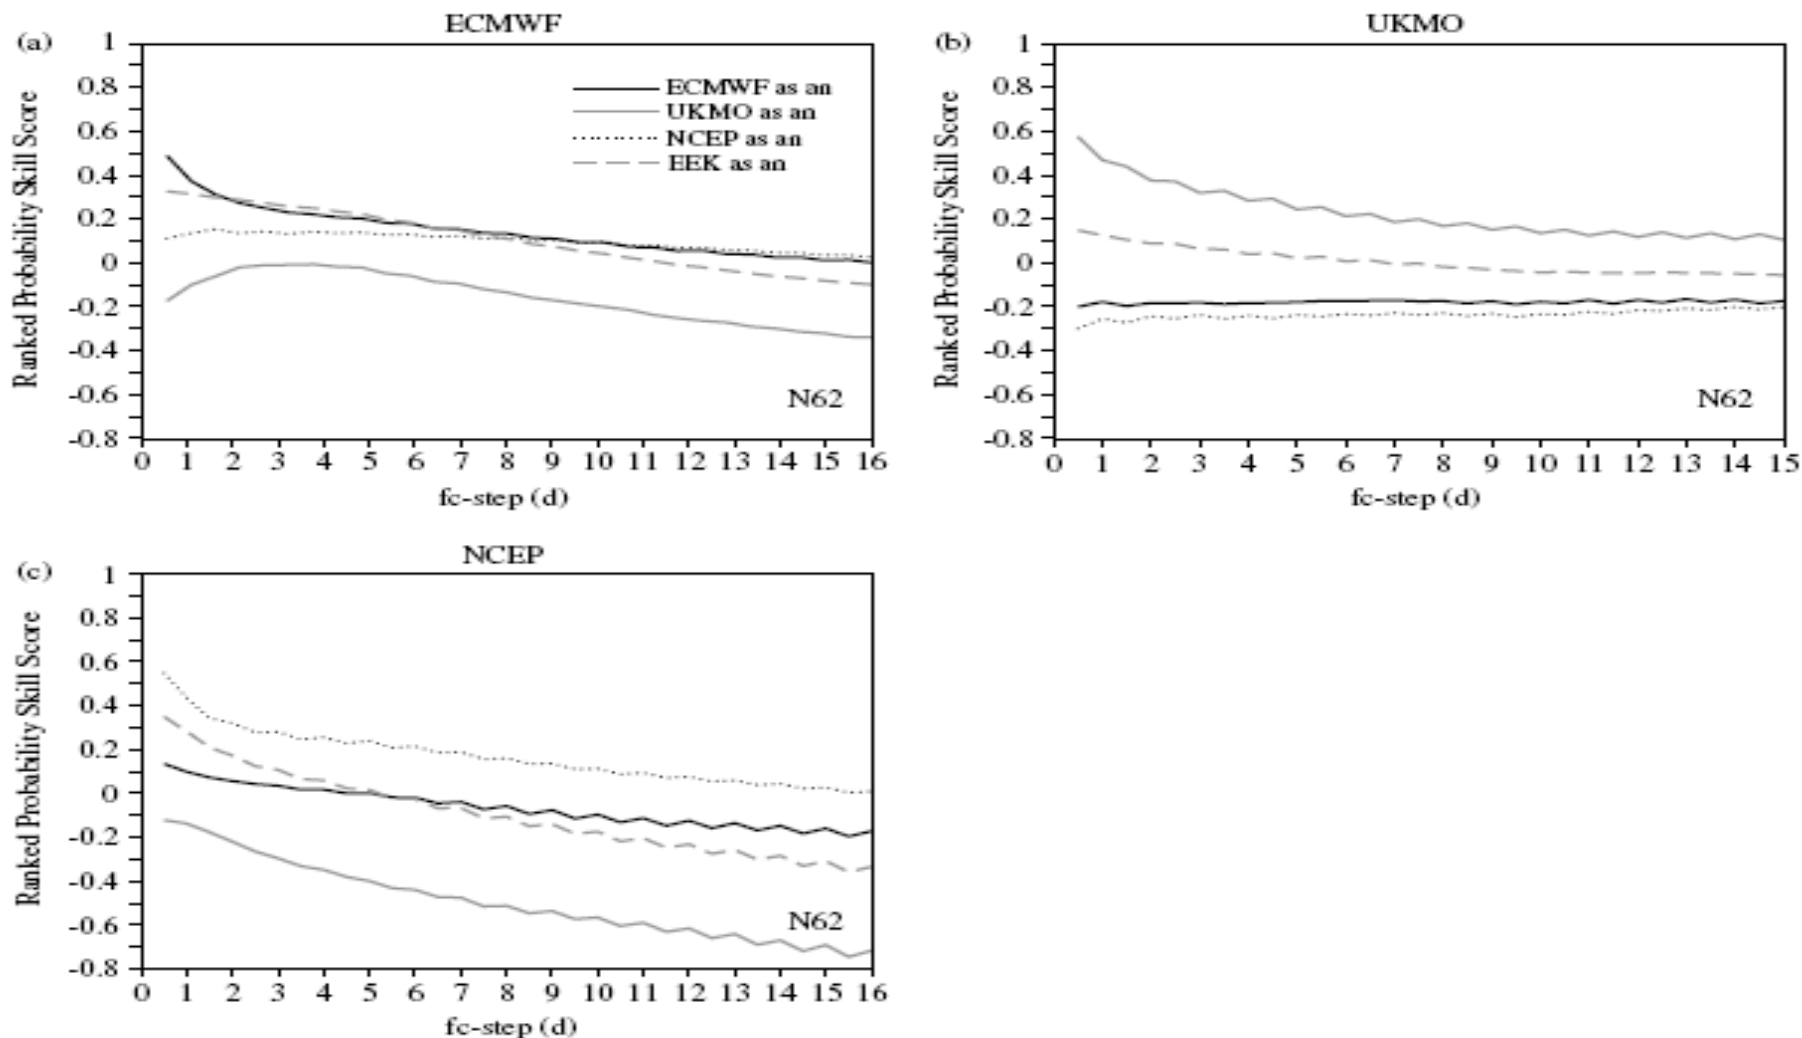 ECMWF
(a)
Ranked Probability Skill Score
1
0.8
0.6
0.4
0.2
0
-0.2
-0.4
-0.6
-0.8
ECMWF as an
UKMO as an
NCEP as an
EEK as an
N62
0 1 2 3 4 5 6 7 8 9 10 11 12 13 14 15 16
fc-step (d)
UKMO
(b)
Ranked Probability Skill Score
1
0.8
0.6
0.4
0.2
0
-0.2
-0.4
-0.6
-0.8
N62
0 1 2 3 4 5 6 7 8 9 10 11 12 13 14 15
fc-step (d)
NCEP
(c)
Ranked Probability Skill Score
1
0.8
0.6
0.4
0.2
0
-0.2
-0.4
-0.6
-0.8
N62
0 1 2 3 4 5 6 7 8 9 10 11 12 13 14 15 16
fc-step (d)